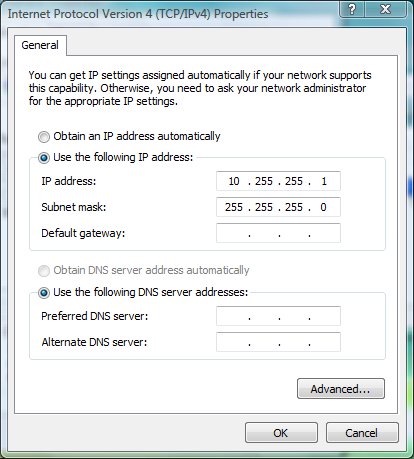 Internet Protocol Version 4 (TCP/IPv4) Properties
General
You can get IP settings assigned automatically if your network supports
this capability. Otherwise, you need to ask your network administrator
for the appropriate IP settings.
Obtain an IP address automatically
Use the following IP address:
IP address: 10 . 255 . 255 . 1
Subnet mask: 255 . 255 . 255 . 0
Default gateway: . . .
Obtain DNS server address automatically
Use the following DNS server addresses:
Preferred DNS server: . . .
Alternate DNS server: . . .
Advanced...
OK Cancel